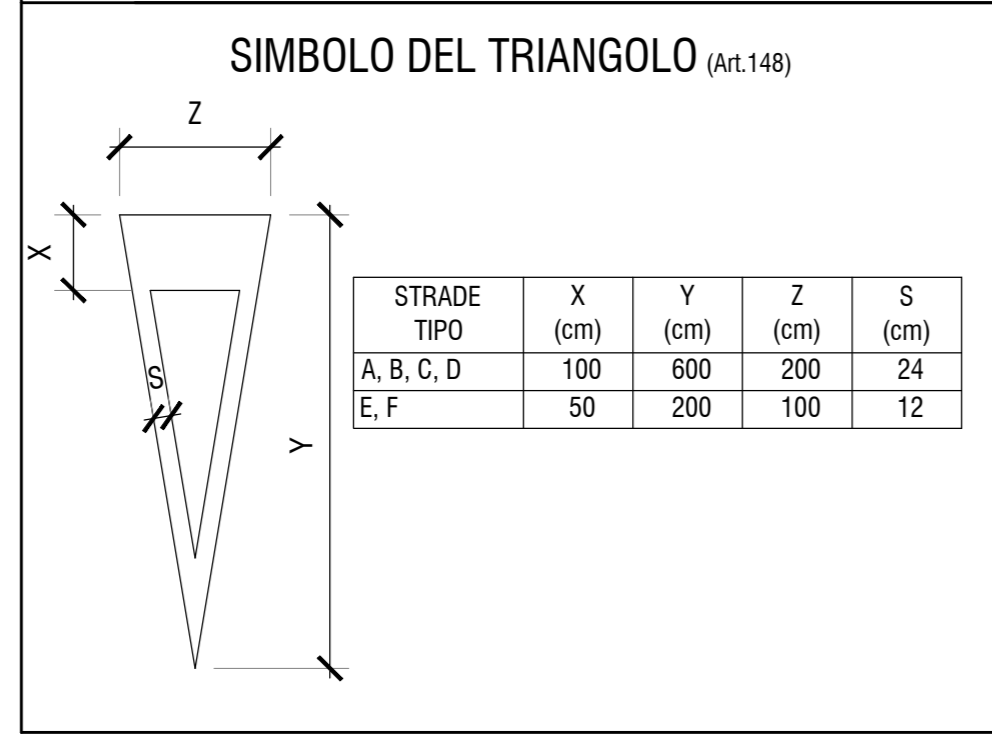 SIMBOLO DEL TRIANGOLO (Art.148)
Z
X
S
Y
STRADE TIPO X (cm) Y (cm) Z (cm) S (cm)
A, B, C, D 100 600 200 24
E, F 50 200 100 12